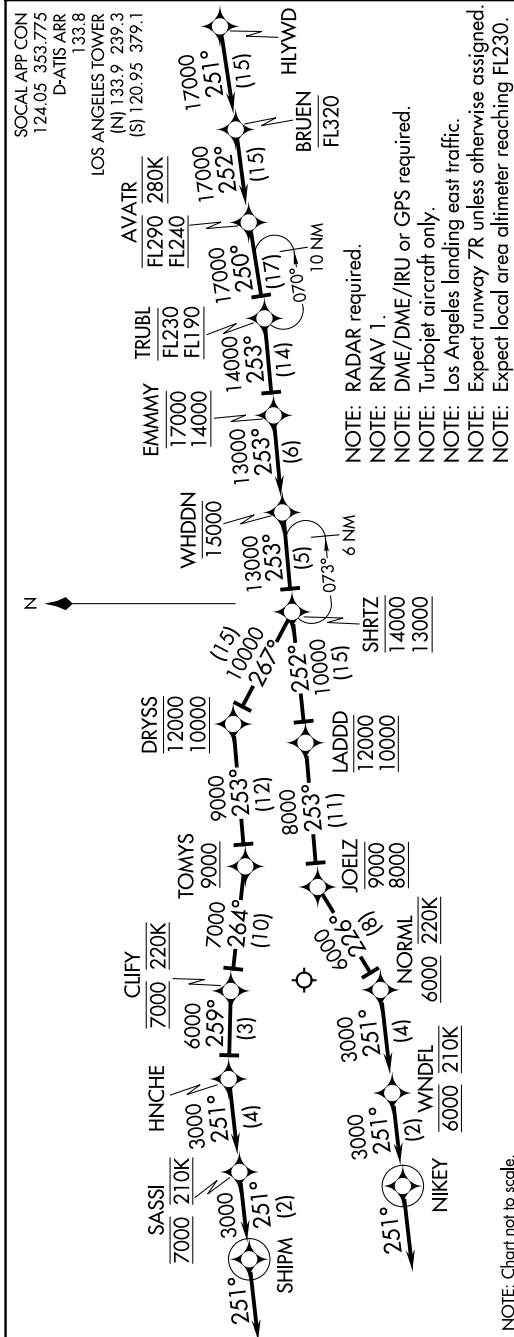 SOCAL APP CON
124.05 353.775
D-ATIS ARR
133.8
LOS ANGELES TOWER
(N) 133.9 239.3
(S) 120.95 379.1
N
HLYWD
17000
251°
(15)
BRUEN
FL320
17000
252°
(15)
AVATR
FL290 280K
FL240
17000
250°
(17)
070°
10 NM
TRUBL
FL230
FL190
14000
253°
(14)
EMMMY
17000
14000
13000
253°
(6)
WHDDN
15000
13000
253°
(5)
073°
6 NM
SHRTZ
14000
13000
(15)
10000
267°
DRYSS
12000
10000
9000
253°
(12)
TOMYS
9000
7000
264°
(10)
CLIFY
7000 220K
6000
259°
(3)
HNCHE
3000
251°
(4)
SASSI
7000 210K
3000
251°
(2)
SHIPM
251°
252°
10000
(15)
LADDD
12000
10000
8000
253°
(11)
JOELZ
9000
8000
6000
226°
(8)
NORML
6000 220K
3000
251°
(4)
WNDFL
6000 210K
3000
251°
(2)
NIKEY
251°
NOTE: RADAR required.
NOTE: RNAV 1.
NOTE: DME/DME/IRU or GPS required.
NOTE: Turbojet aircraft only.
NOTE: Los Angeles landing east traffic.
NOTE: Expect runway 7R unless otherwise assigned.
NOTE: Expect local area altimeter reaching FL230.
NOTE: Chart not to scale.